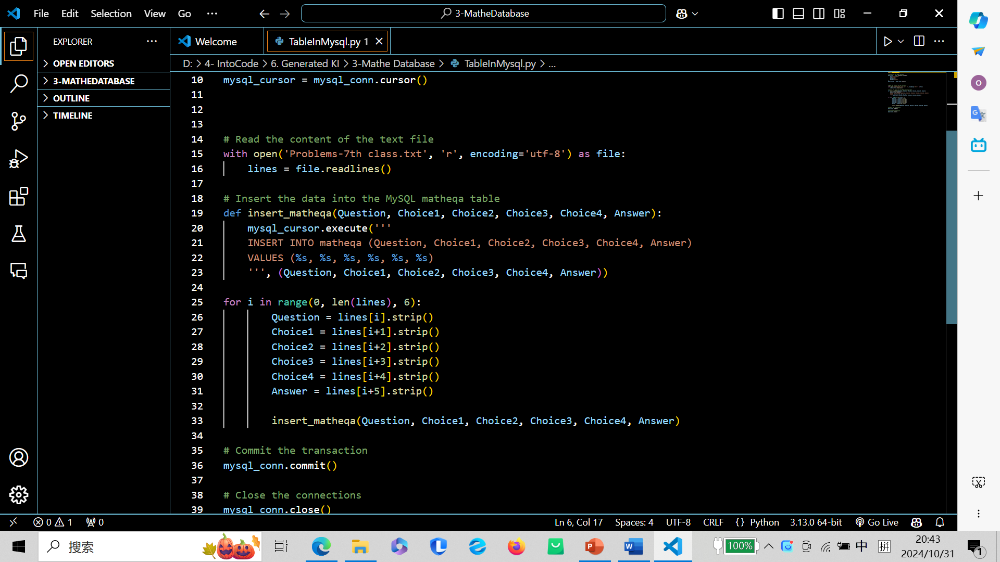 File Edit Selection View Go ···
3-MatheDatabase
EXPLORER
OPEN EDITORS
3-MATHEDATABASE
OUTLINE
TIMELINE
Welcome
TableInMysql.py 1
D: > 4- IntoCode > 6. Generated KI > 3-Mathe Database > TableInMysql.py > ...
10 mysql_cursor = mysql_conn.cursor()
11
12
13
14 # Read the content of the text file
15 with open('Problems-7th class.txt', 'r', encoding='utf-8') as file:
16 lines = file.readlines()
17
18 # Insert the data into the MySQL matheqa table
19 def insert_matheqa(Question, Choice1, Choice2, Choice3, Choice4, Answer):
20 mysql_cursor.execute('''
21 INSERT INTO matheqa (Question, Choice1, Choice2, Choice3, Choice4, Answer)
22 VALUES (%s, %s, %s, %s, %s, %s)
23 ''', (Question, Choice1, Choice2, Choice3, Choice4, Answer))
24
25 for i in range(0, len(lines), 6):
26 Question = lines[i].strip()
27 Choice1 = lines[i+1].strip()
28 Choice2 = lines[i+2].strip()
29 Choice3 = lines[i+3].strip()
30 Choice4 = lines[i+4].strip()
31 Answer = lines[i+5].strip()
32
33 insert_matheqa(Question, Choice1, Choice2, Choice3, Choice4, Answer)
34
35 # Commit the transaction
36 mysql_conn.commit()
37
38 # Close the connections
39 mysql_conn.close()
0 1 0
Ln 6, Col 17 Spaces: 4 UTF-8 CRLF {} Python 3.13.0 64-bit Go Live
搜索
100%
中
拼
20:43
2024/10/31
1
O